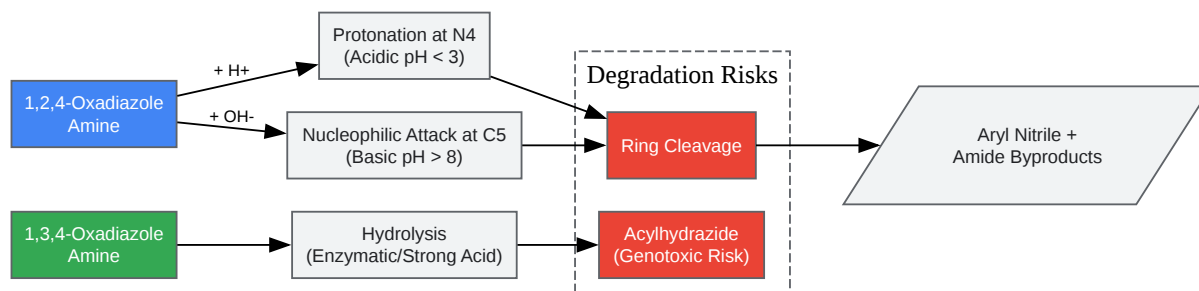 1,2,4-Oxadiazole
Amine
+ H+
+ OH-
Protonation at N4
(Acidic pH < 3)
Nucleophilic Attack at C5
(Basic pH > 8)
Degradation Risks
Ring Cleavage
Aryl Nitrile +
Amide Byproducts
1,3,4-Oxadiazole
Amine
Hydrolysis
(Enzymatic/Strong Acid)
Acylhydrazide
(Genotoxic Risk)